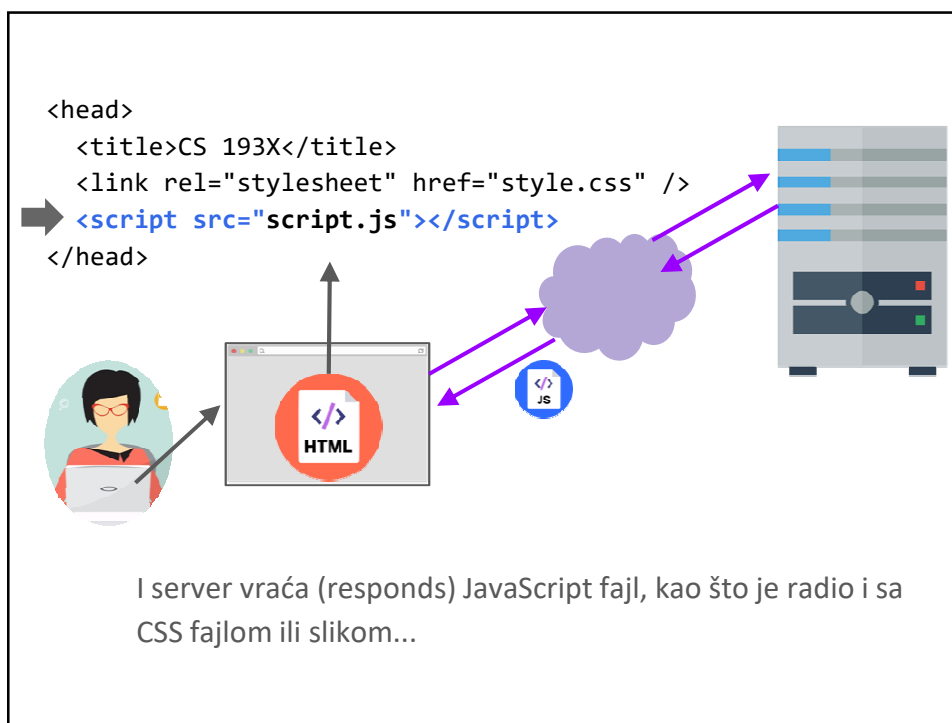 <head>
<title>CS 193X</title>
<link rel="stylesheet" href="style.css" />
<script src="script.js"></script>
</head>
</>
JS
</>
HTML
I server vraća (responds) JavaScript fajl, kao što je radio i sa
CSS fajlom ili slikom...